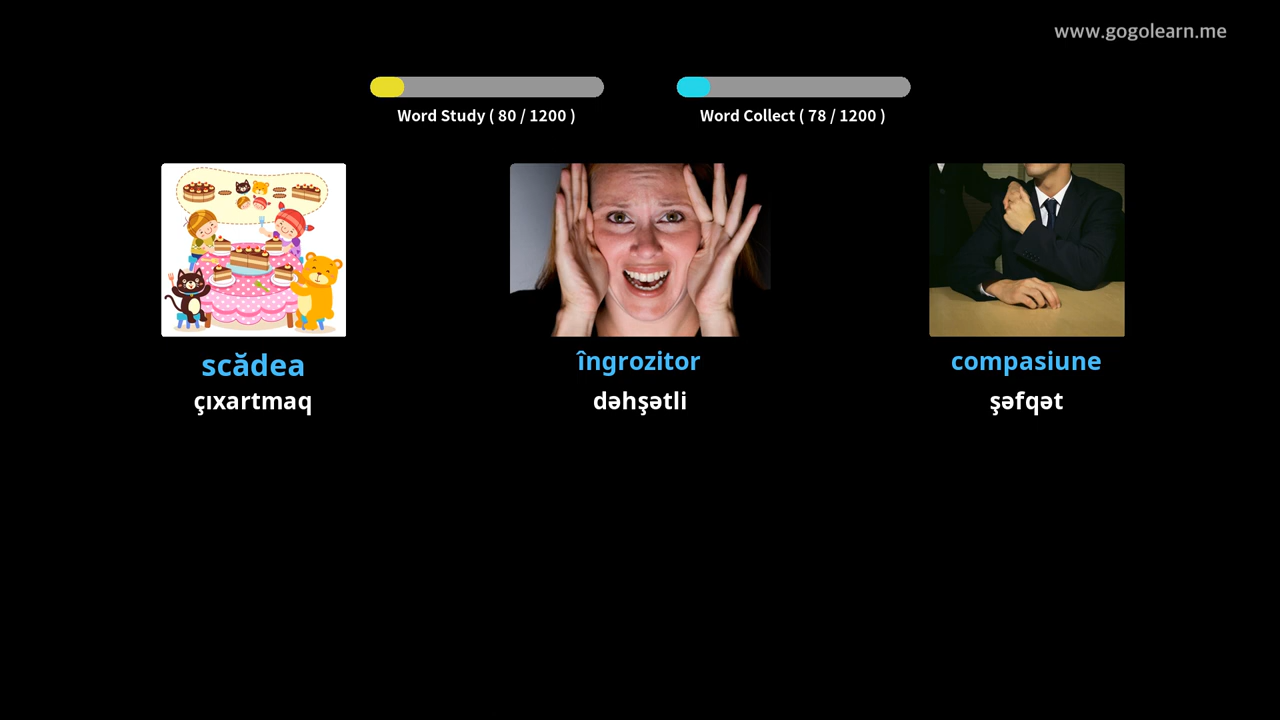 www.gogolearn.me
Word Study ( 80 / 1200 )
Word Collect ( 78 / 1200 )
scădea
îngrozitor
compasiune
çıxartmaq
dəhşətli
şəfqət